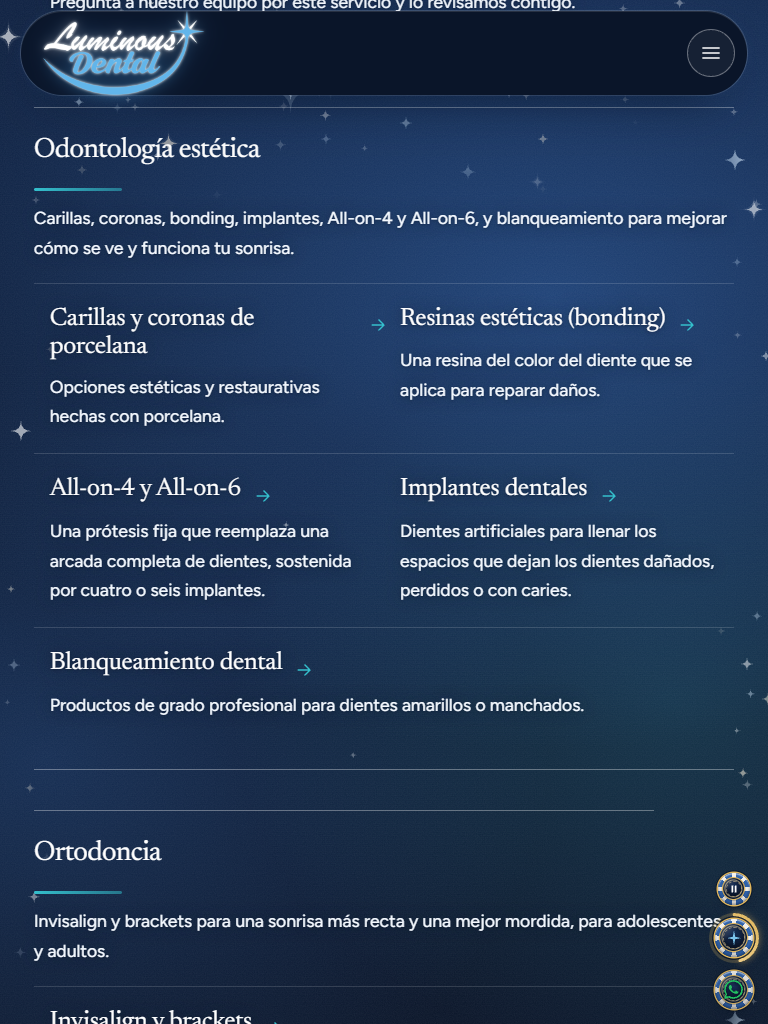 Pregunta a nuestro equipo por este servicio y lo revisamos contigo.
Luminous
Dental
Odontología estética
Carillas, coronas, bonding, implantes, All-on-4 y All-on-6, y blanqueamiento para mejorar
cómo se ve y funciona tu sonrisa.
Carillas y coronas de
porcelana
Opciones estéticas y restaurativas
hechas con porcelana.
Resinas estéticas (bonding)
Una resina del color del diente que se
aplica para reparar daños.
All-on-4 y All-on-6
Una prótesis fija que reemplaza una
arcada completa de dientes, sostenida
por cuatro o seis implantes.
Implantes dentales
Dientes artificiales para llenar los
espacios que dejan los dientes dañados,
perdidos o con caries.
Blanqueamiento dental
Productos de grado profesional para dientes amarillos o manchados.
Ortodoncia
Invisalign y brackets para una sonrisa más recta y una mejor mordida, para adolescentes
y adultos.
Invisalign y brackets